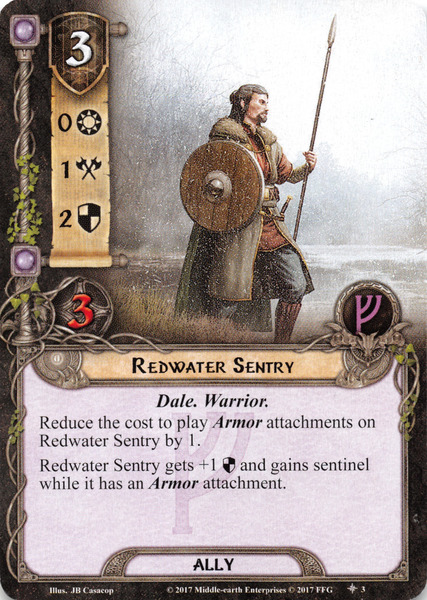 3
0
1
2
3
REDWATER SENTRY
Dale. Warrior.
Reduce the cost to play Armor attachments on
Redwater Sentry by 1.
Redwater Sentry gets +1 and gains sentinel
while it has an Armor attachment.
ALLY
Illus. JB Casacop
© 2017 Middle-earth Enterprises © 2017 FFG
3